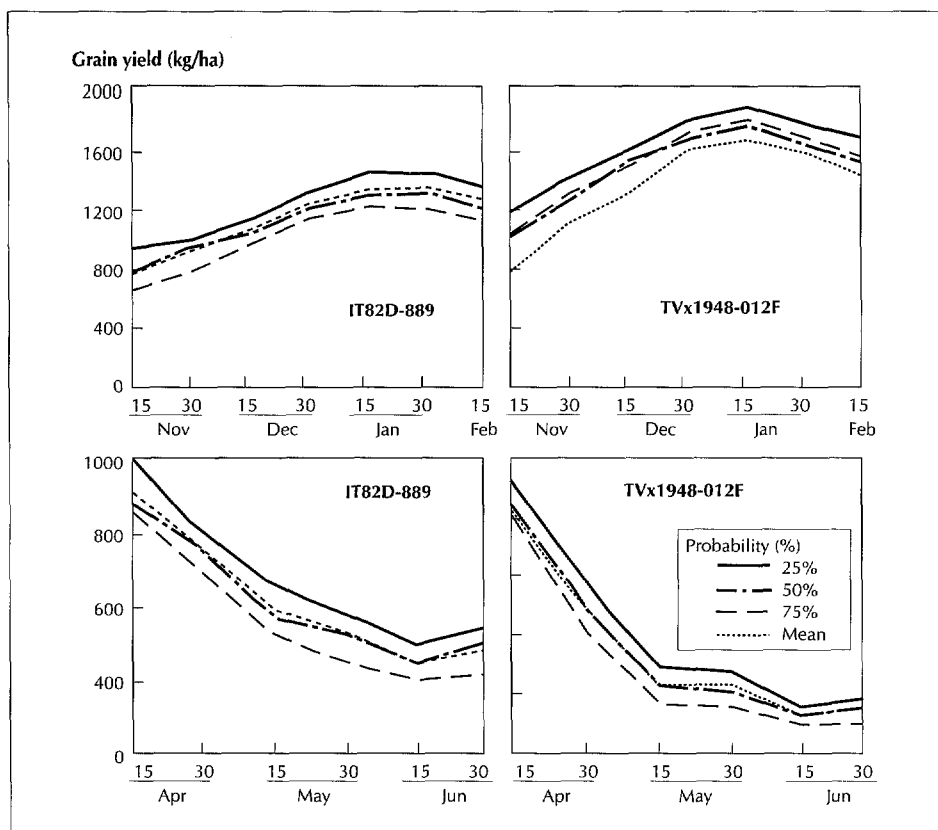 Grain yield (kg/ha)
2000
1600
1200
800
400
0
IT82D-889
15 30 15 30 15 30 15
Nov Dec Jan Feb
TVx1948-012F
15 30 15 30 15 30 15
Nov Dec Jan Feb
1000
800
600
400
0
IT82D-889
15 30 15 30 15 30
Apr May Jun
TVx1948-012F
Probability (%)
25%
50%
75%
Mean
15 30 15 30 15 30
Apr May Jun